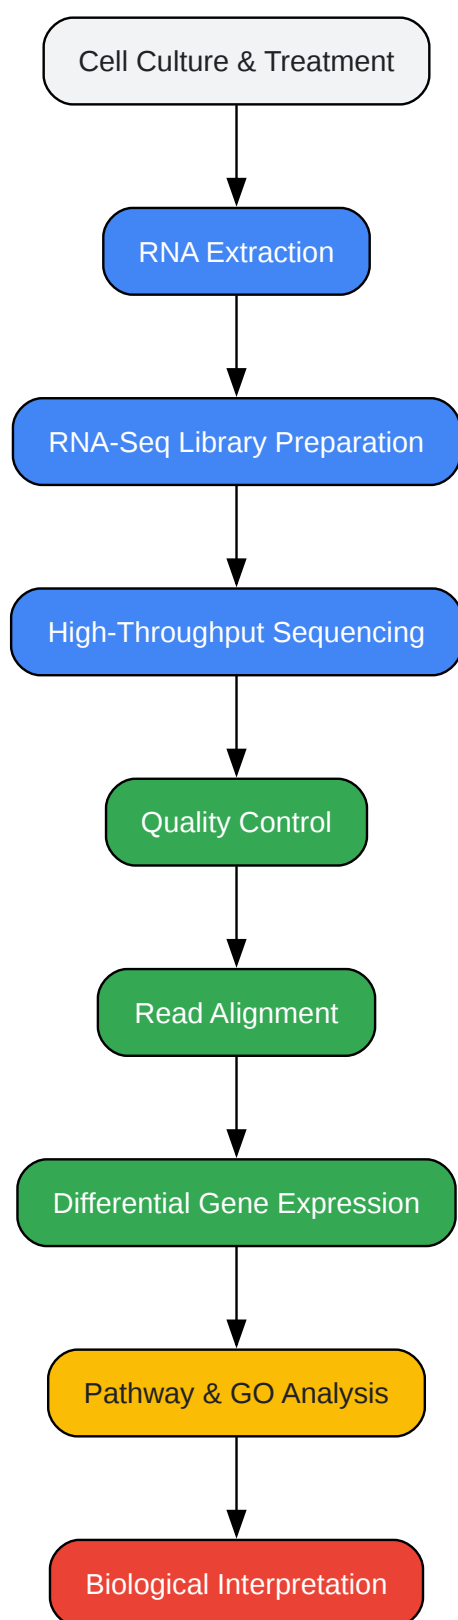 Cell Culture & Treatment
RNA Extraction
RNA-Seq Library Preparation
High-Throughput Sequencing
Quality Control
Read Alignment
Differential Gene Expression
Pathway & GO Analysis
Biological Interpretation